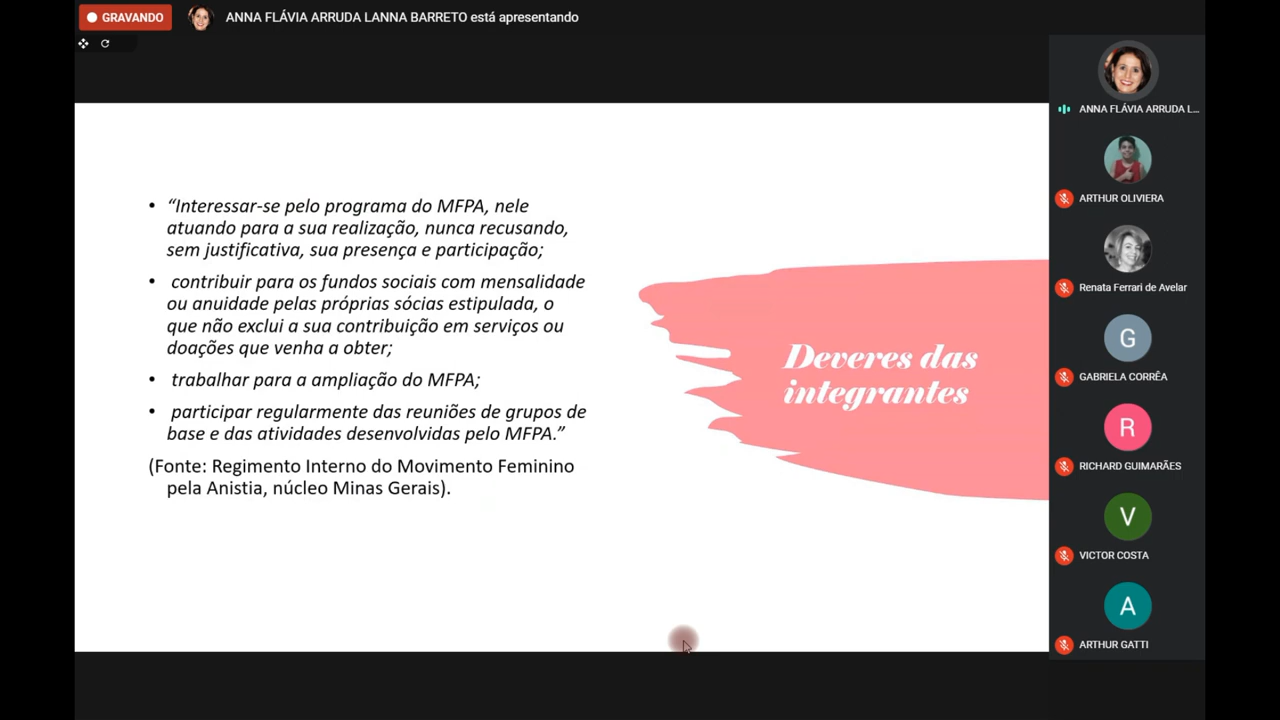 GRAVANDO
ANNA FLÁVIA ARRUDA LANNA BARRETO está apresentando
• “Interessar-se pelo programa do MFPA, nele
atuando para a sua realização, nunca recusando,
sem justificativa, sua presença e participação;
• contribuir para os fundos sociais com mensalidade
ou anuidade pelas próprias sócias estipulada, o
que não exclui a sua contribuição em serviços ou
doações que venha a obter;
• trabalhar para a ampliação do MFPA;
• participar regularmente das reuniões de grupos de
base e das atividades desenvolvidas pelo MFPA.”
(Fonte: Regimento Interno do Movimento Feminino
pela Anistia, núcleo Minas Gerais).
Deveres das
integrantes
ANNA FLÁVIA ARRUDA L...
ARTHUR OLIVIERA
Renata Ferrari de Avelar
G
GABRIELA CORRÊA
R
RICHARD GUIMARÃES
V
VICTOR COSTA
A
ARTHUR GATTI